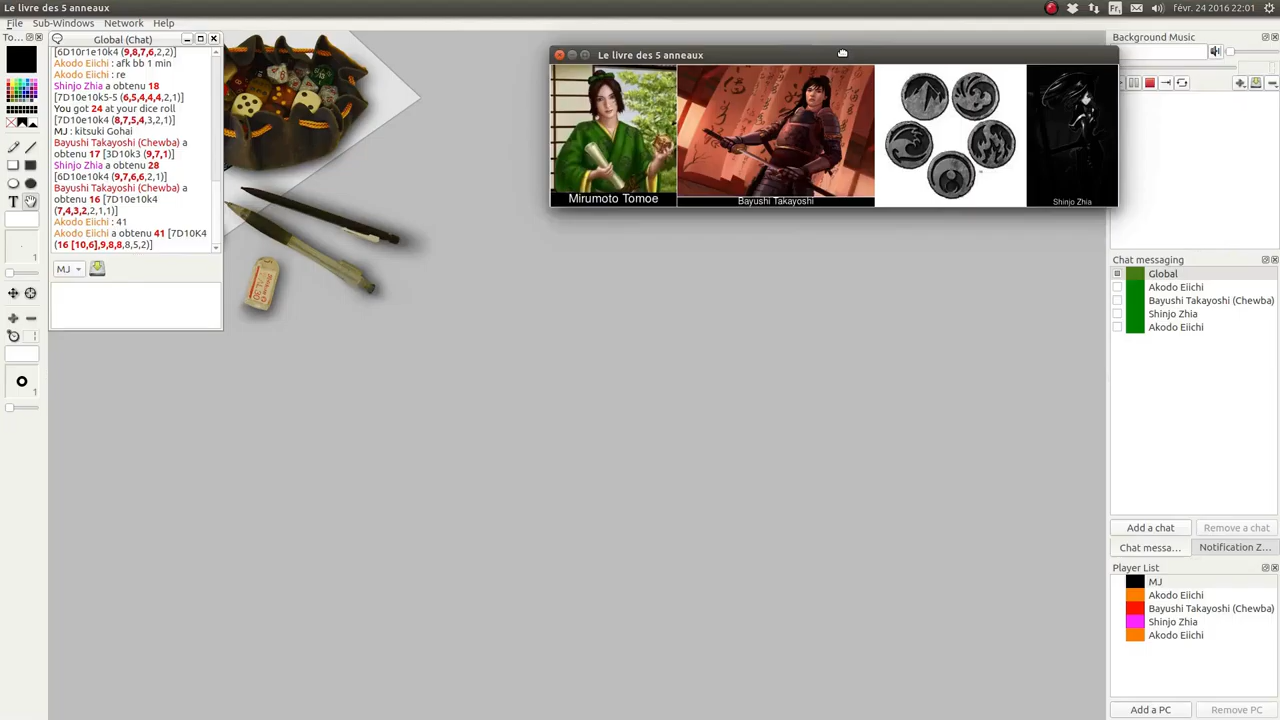 Le livre des 5 anneaux
Fr₁
févr. 24 2016 22:01
File Sub-Windows Network Help
To...
Global (Chat)
[6D10r1e10k4 (9,8,7,6,2,2)]
Akodo Eiichi : afk bb 1 min
Akodo Eiichi : re
Shinjo Zhia a obtenu 18
[7D10e10k5-5 (6,5,4,4,4,2,1)]
You got 24 at your dice roll
[7D10e10k4 (8,7,5,4,3,2,1)]
MJ : kitsuki Gohai
Bayushi Takayoshi (Chewba) a
obtenu 17 [3D10k3 (9,7,1)]
Shinjo Zhia a obtenu 28
[6D10e10k4 (9,7,6,6,2,1)]
Bayushi Takayoshi (Chewba) a
obtenu 16 [7D10e10k4
(7,4,3,2,2,1,1)]
Akodo Eiichi : 41
Akodo Eiichi a obtenu 41 [7D10K4
(16 [10,6],9,8,8,8,5,2)]
MJ
T
1
1
Le livre des 5 anneaux
Mirumoto Tomoe
Bayushi Takayoshi
Shinjo Zhia
Background Music
Chat messaging
Global
Akodo Eiichi
Bayushi Takayoshi (Chewba)
Shinjo Zhia
Akodo Eiichi
Add a chat
Remove a chat
Chat messa...
Notification Z...
Player List
MJ
Akodo Eiichi
Bayushi Takayoshi (Chewba)
Shinjo Zhia
Akodo Eiichi
Add a PC
Remove PC